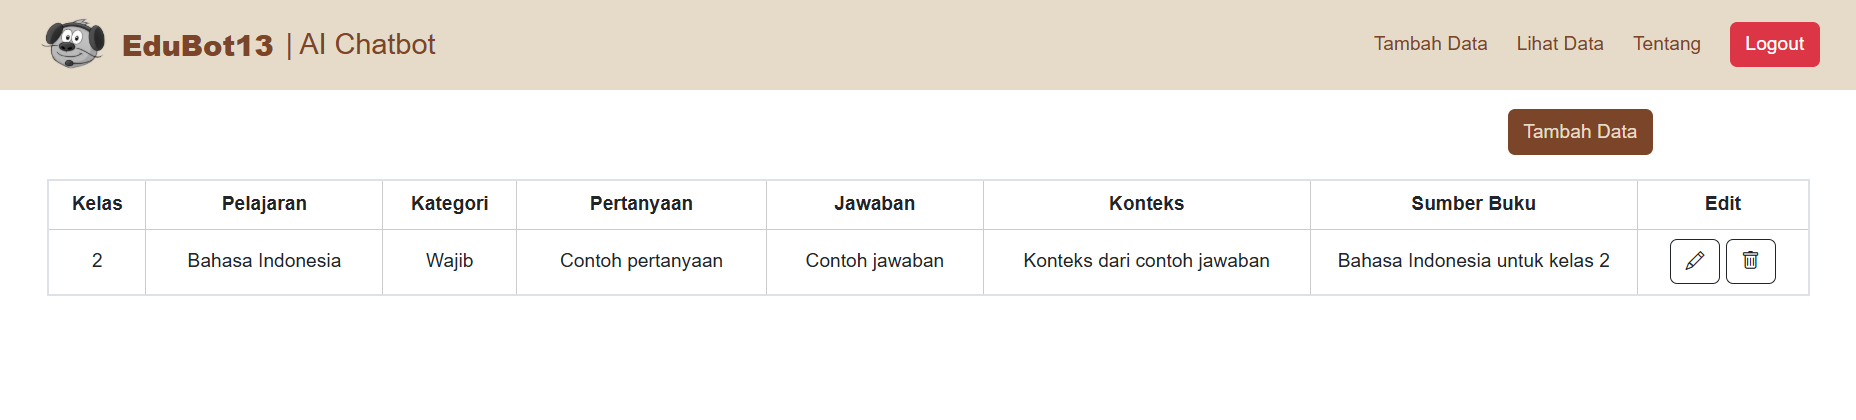 EduBot13 | AI Chatbot Tambah Data Lihat Data Tentang Logout
Tambah Data
Kelas Pelajaran Kategori Pertanyaan Jawaban Konteks Sumber Buku Edit
2 Bahasa Indonesia Wajib Contoh pertanyaan Contoh jawaban Konteks dari contoh jawaban Bahasa Indonesia untuk kelas 2